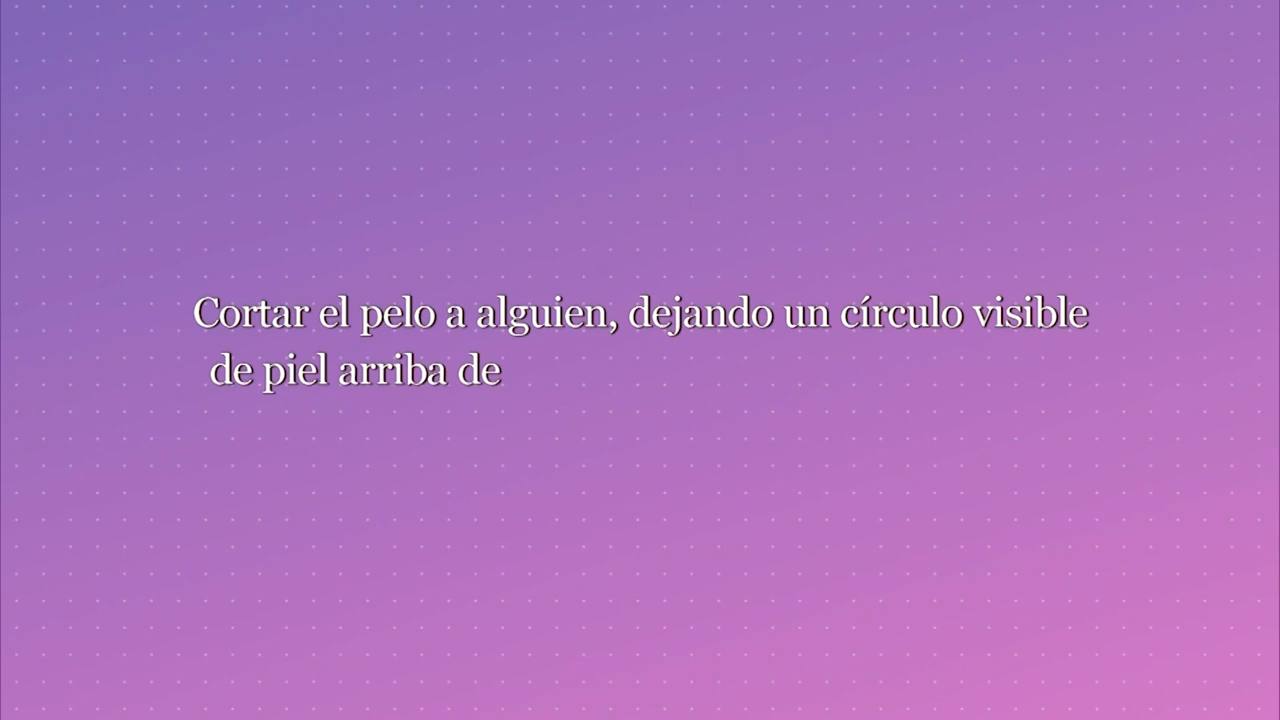 Cortar el pelo a alguien, dejando un círculo visible
de piel arriba de